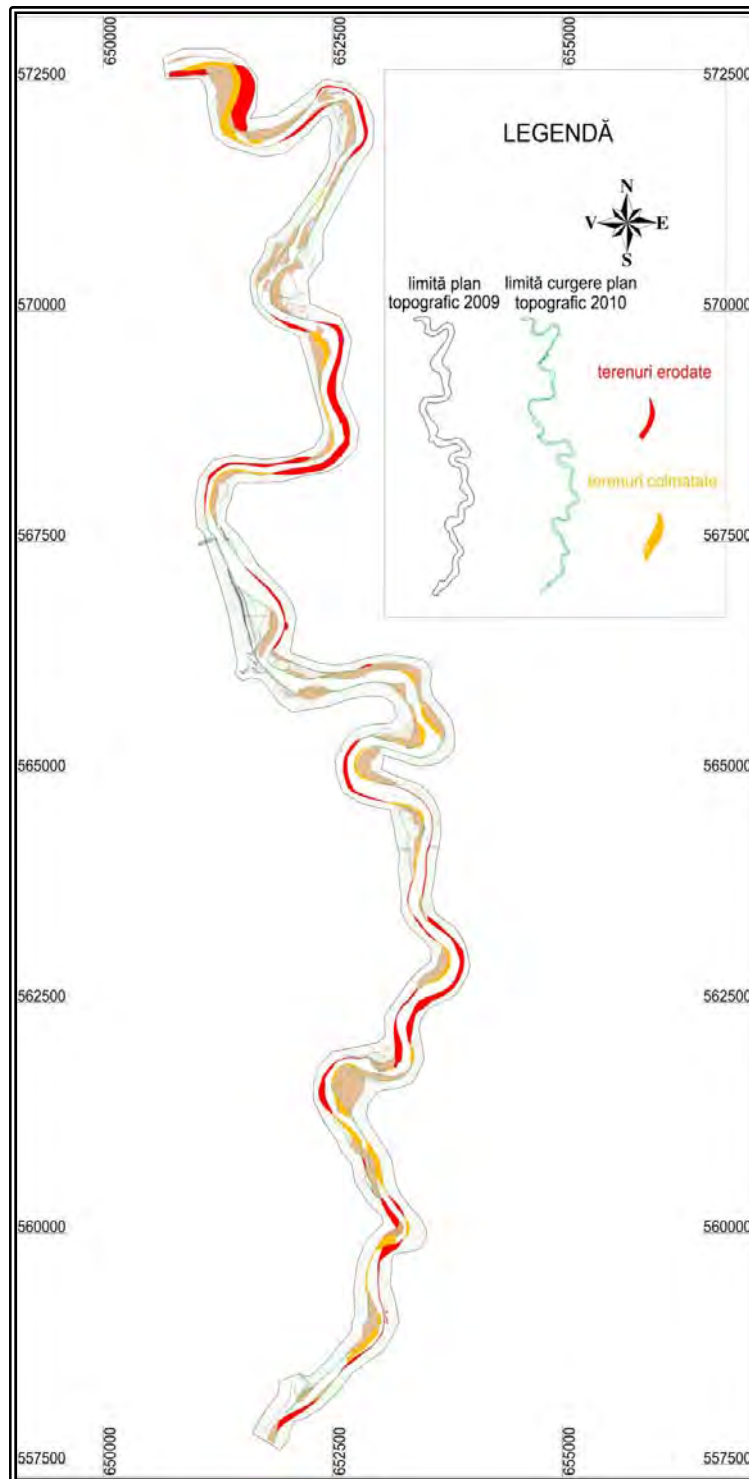 650000
652500
655000
572500
572500
LEGENDĂ
N
V E
S
limită plan
topografic 2009
limită curgere plan
topografic 2010
570000
570000
terenuri erodate
terenuri colmatate
567500
567500
565000
565000
562500
562500
560000
560000
557500
557500
650000
652500
655000